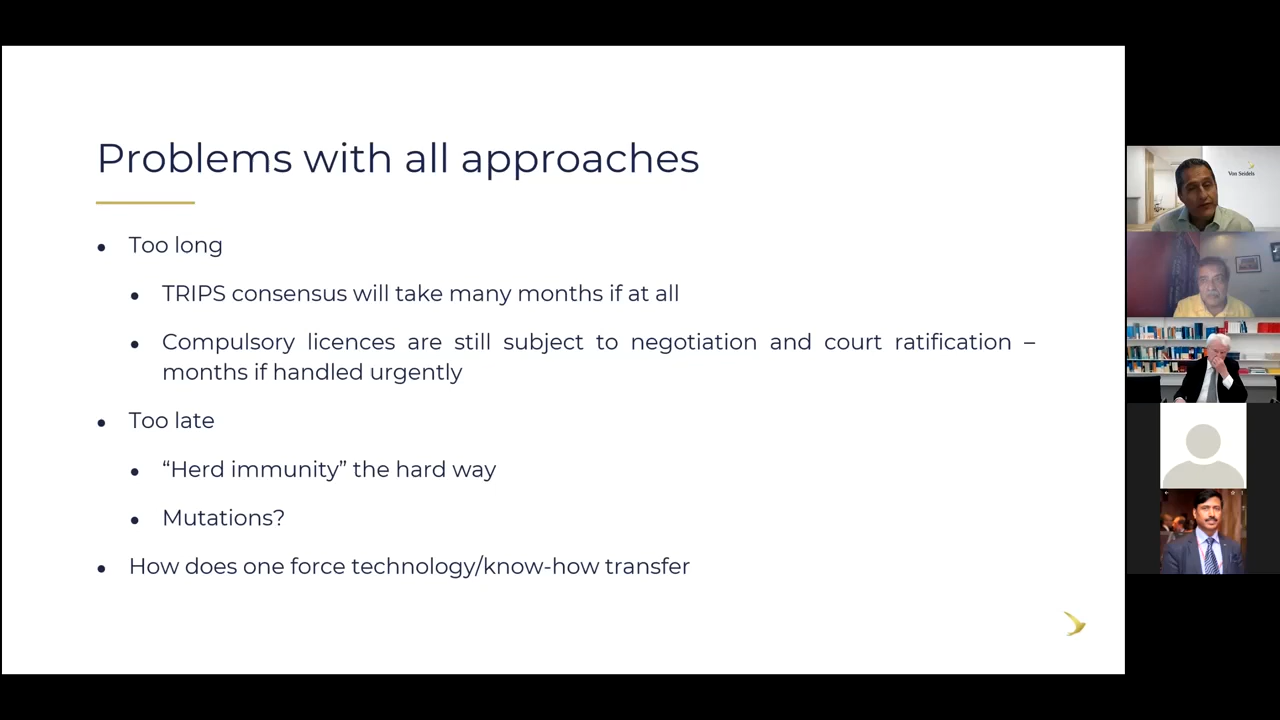 Problems with all approaches
Too long
TRIPS consensus will take many months if at all
Compulsory licences are still subject to negotiation and court ratification –
months if handled urgently
Too late
“Herd immunity” the hard way
Mutations?
How does one force technology/know-how transfer
Von Seidels